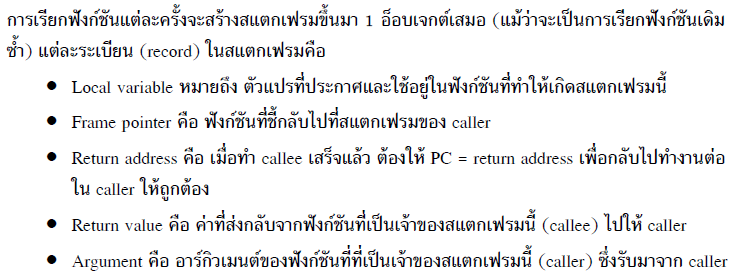 การเรียกฟังก์ชันแต่ละครั้งจะสร้างสแตกเฟรมขึ้นมา 1 อ็อบเจกต์เสมอ (แม้ว่าจะเป็นการเรียกฟังก์ชันเดิม
ซ้ำ) แต่ละระเบียน (record) ในสแตกเฟรมคือ
● Local variable หมายถึง ตัวแปรที่ประกาศและใช้อยู่ในฟังก์ชันที่ทำให้เกิดสแตกเฟรมนี้
● Frame pointer คือ ฟังก์ชันที่ชี้กลับไปที่สแตกเฟรมของ caller
● Return address คือ เมื่อทำ callee เสร็จแล้ว ต้องให้ PC = return address เพื่อกลับไปทำงานต่อ
ใน caller ให้ถูกต้อง
● Return value คือ ค่าที่ส่งกลับจากฟังก์ชันที่เป็นเจ้าของสแตกเฟรมนี้ (callee) ไปให้ caller
● Argument คือ อาร์กิวเมนต์ของฟังก์ชันที่ที่เป็นเจ้าของสแตกเฟรมนี้ (caller) ซึ่งรับมาจาก caller